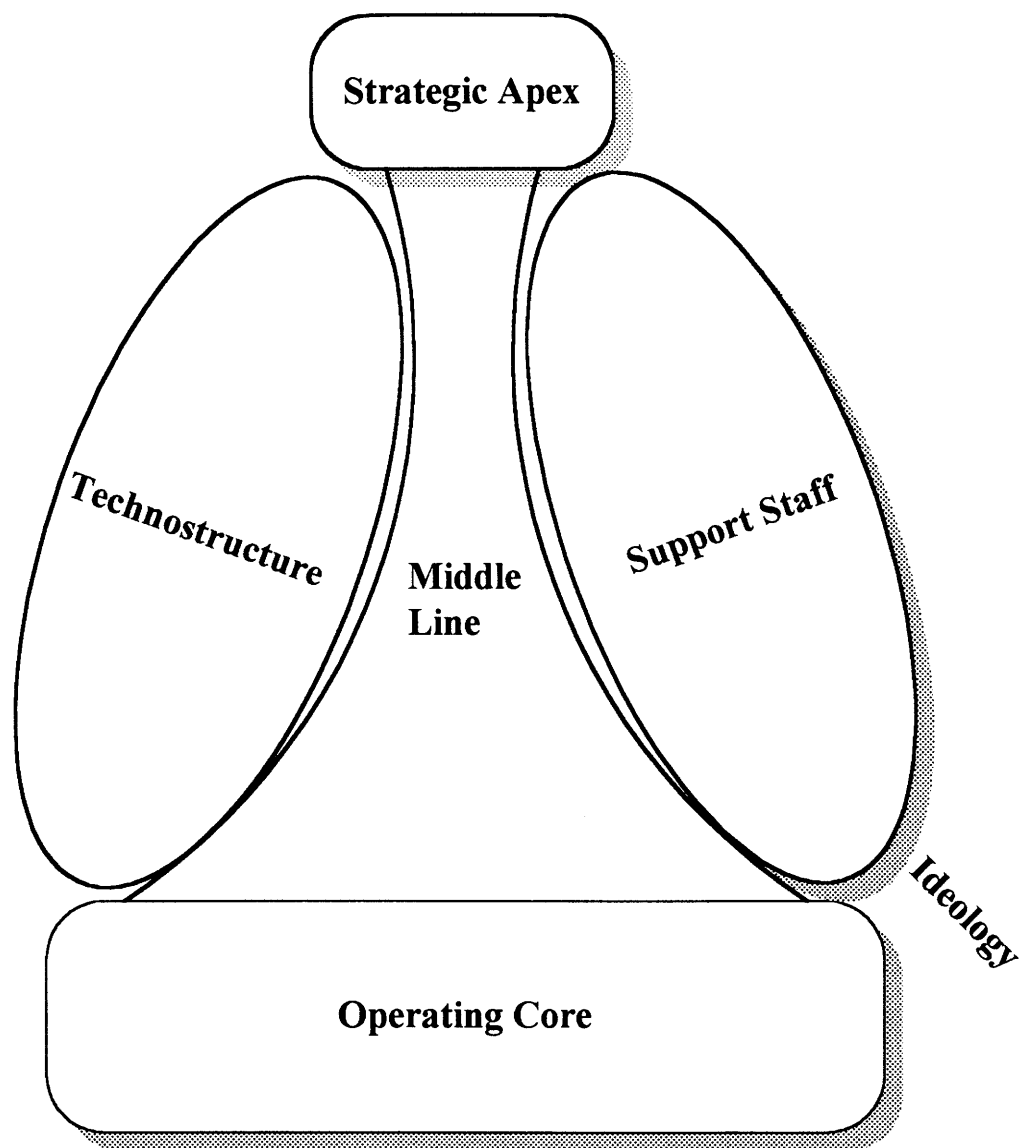 Strategic Apex
Technostructure
Support Staff
Middle
Line
Ideology
Operating Core